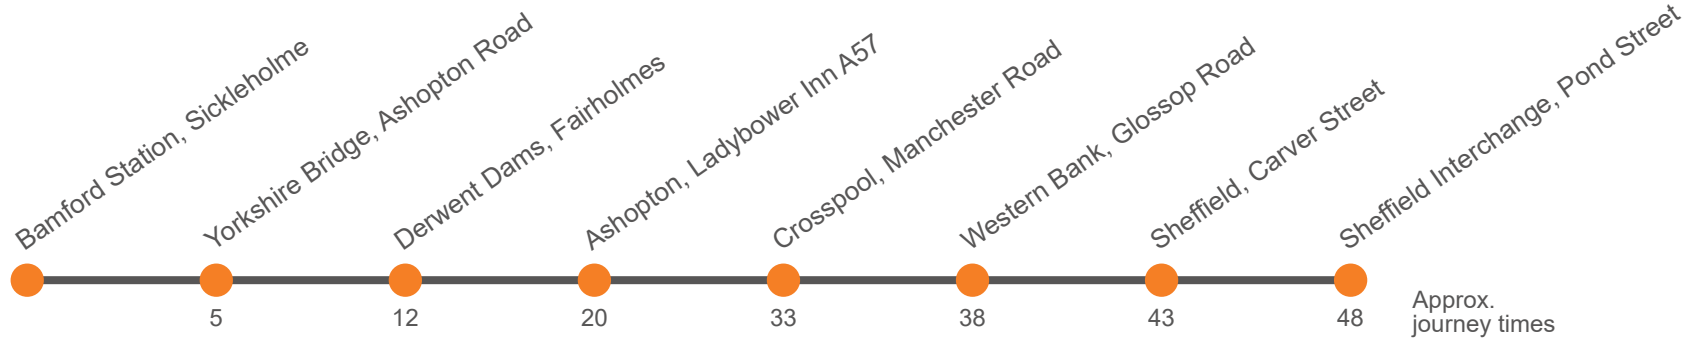 Bamford Station, Sickleholme
Yorkshire Bridge, Ashopton Road
Derwent Dams, Fairholmes
Ashopton, Ladybower Inn A57
Crosspool, Manchester Road
Western Bank, Glossop Road
Sheffield, Carver Street
Sheffield Interchange, Pond Street
5
12
20
33
38
43
48
Approx.
journey times